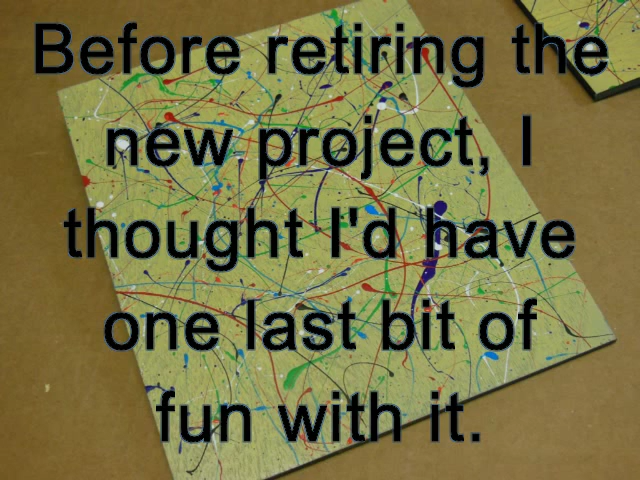 Before retiring the
new project, I
thought I'd have
one last bit of
fun with it.